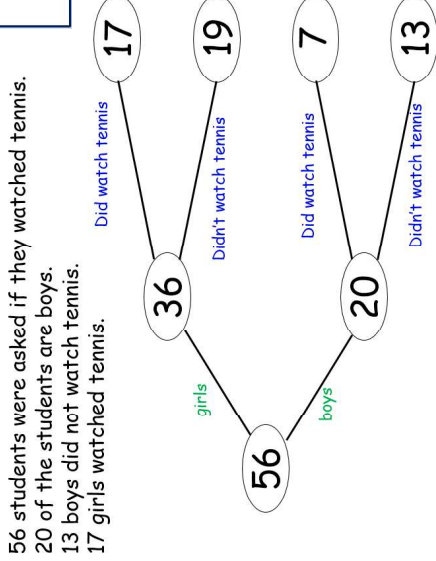 56 students were asked if they watched tennis.
20 of the students are boys.
13 boys did not watch tennis.
17 girls watched tennis.
56
girls
36
Did watch tennis
17
Didn't watch tennis
19
boys
20
Did watch tennis
7
Didn't watch tennis
13